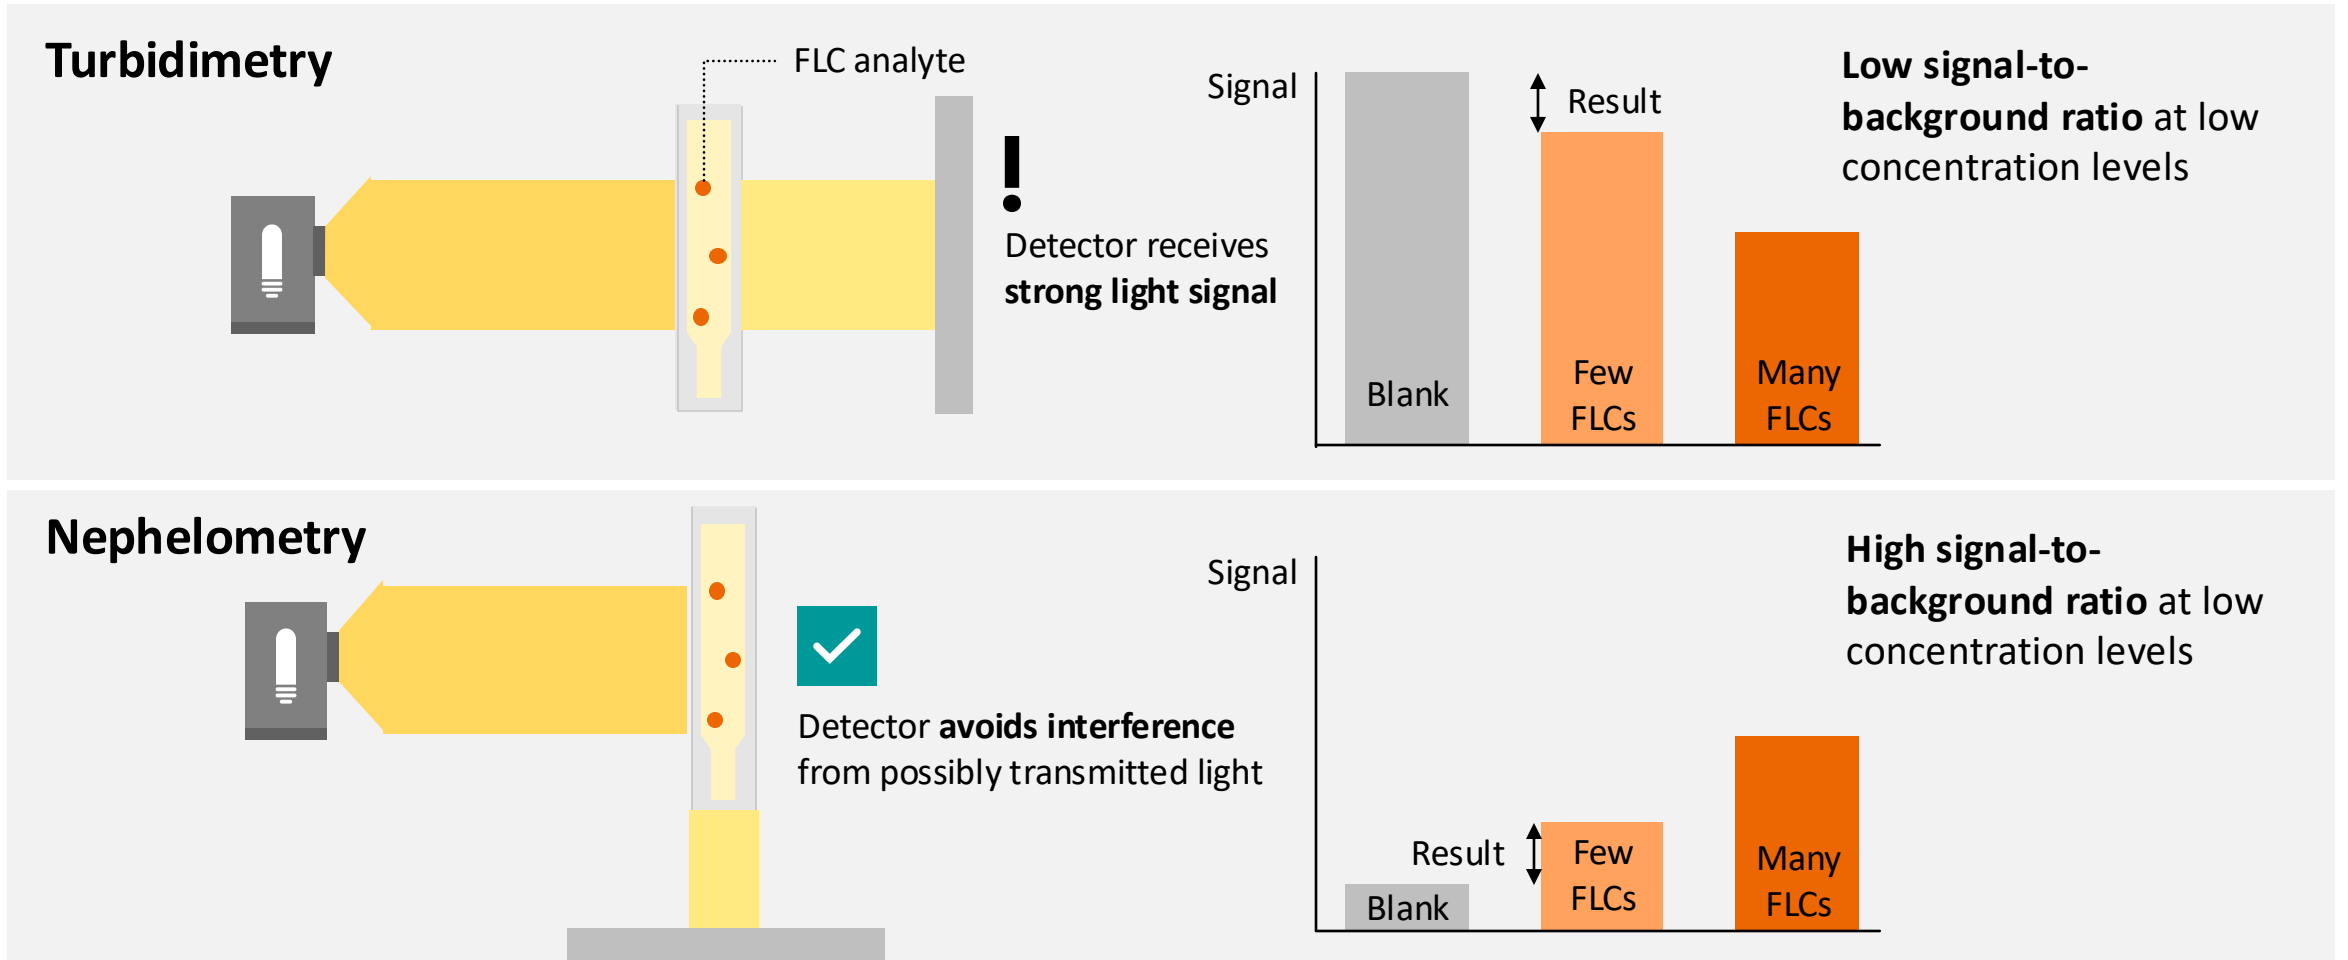 Turbidimetry
FLC analyte
Detector receives
strong light signal
Signal
Result
Blank
Few
FLCs
Many
FLCs
Low signal-to-
background ratio at low
concentration levels
Nephelometry
Detector avoids interference
from possibly transmitted light
Signal
Result
Blank
Few
FLCs
Many
FLCs
High signal-to-
background ratio at low
concentration levels